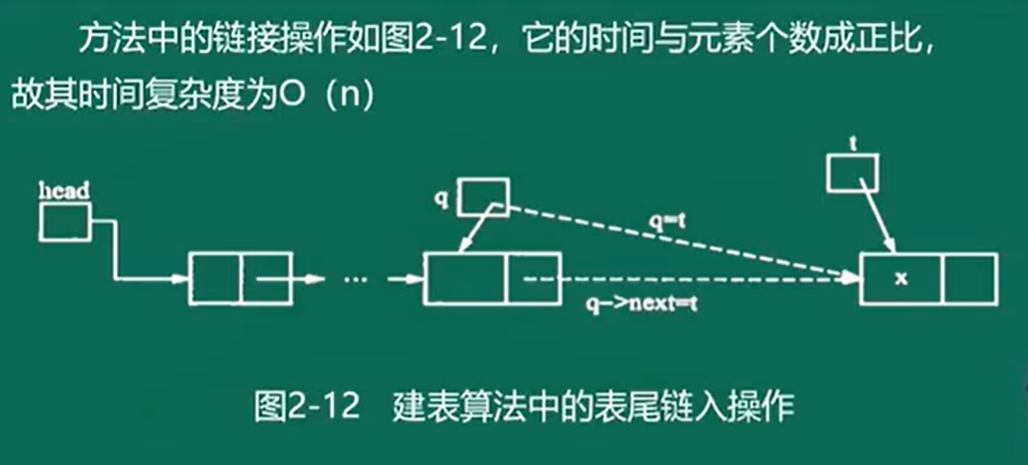 方法中的链接操作如图2-12，它的时间与元素个数成正比，
故其时间复杂度为O（n）
t
head
q
q=t
...
x
q->next=t
图2-12 建表算法中的表尾链入操作